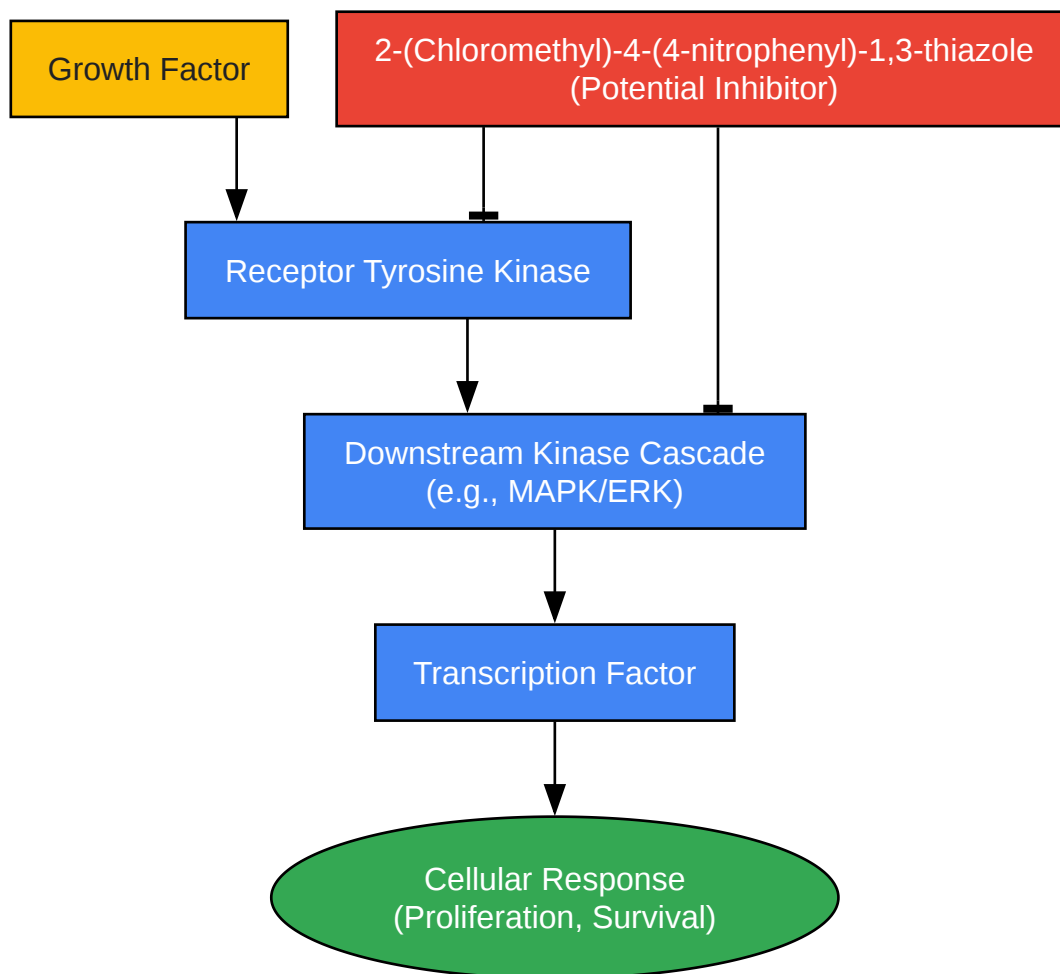 Growth Factor
2-(Chloromethyl)-4-(4-nitrophenyl)-1,3-thiazole
(Potential Inhibitor)
Receptor Tyrosine Kinase
Downstream Kinase Cascade
(e.g., MAPK/ERK)
Transcription Factor
Cellular Response
(Proliferation, Survival)